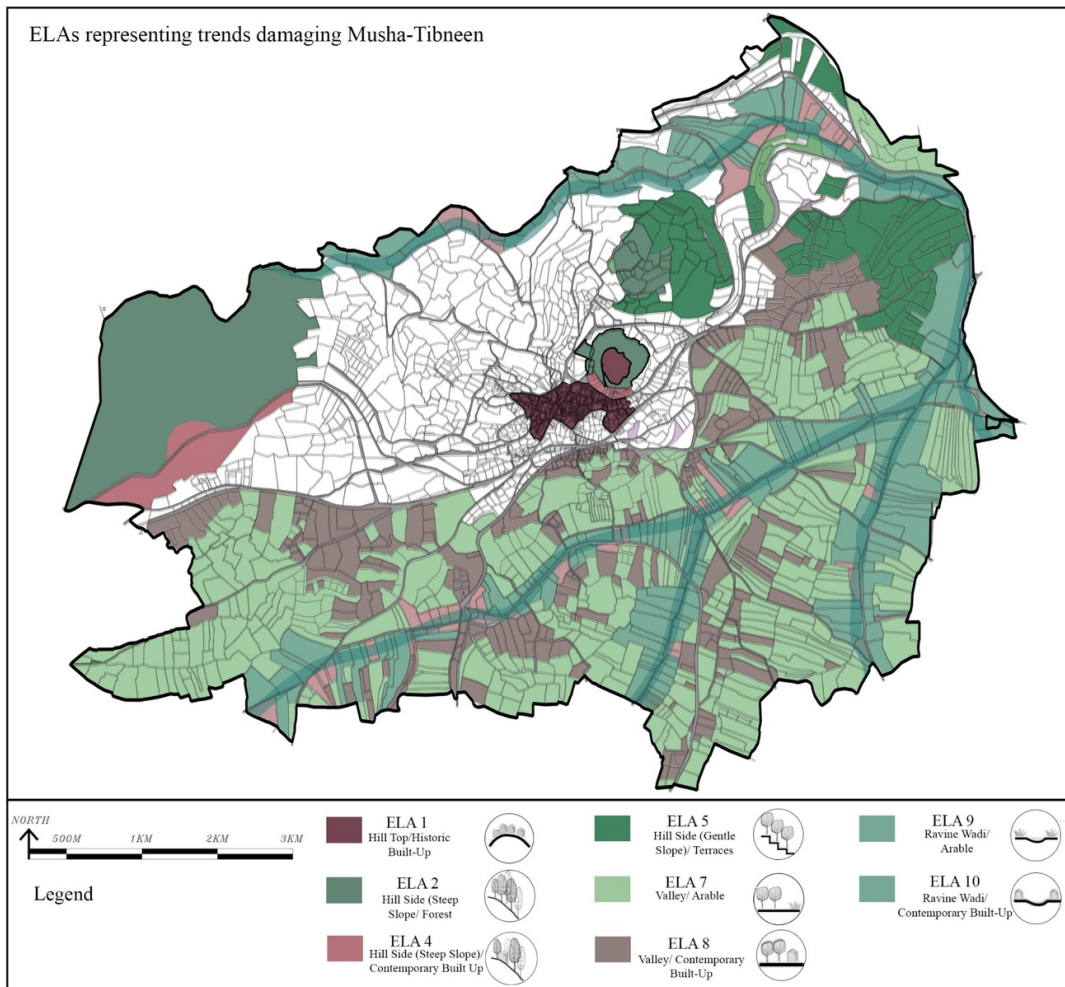 ELAs representing trends damaging Musha-Tibneen
NORTH
500M 1KM 2KM 3KM
Legend
ELA 1
Hill Top/Historic
Built-Up
ELA 2
Hill Side (Steep
Slope/ Forest
ELA 4
Hill Side (Steep Slope)/
Contemporary Built Up
ELA 5
Hill Side (Gentle
Slope)/ Terraces
ELA 7
Valley/ Arable
ELA 8
Valley/ Contemporary
Built-Up
ELA 9
Ravine Wadi/
Arable
ELA 10
Ravine Wadi/
Contemporary Built-Up